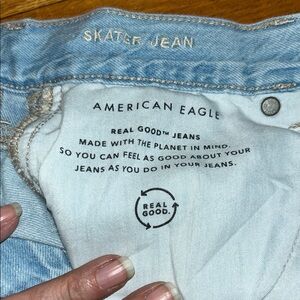 SKATER JEAN
AMERICAN EAGLE
REAL GOOD™ JEANS
MADE WITH THE PLANET IN MIND.
SO YOU CAN FEEL AS GOOD ABOUT YOUR
JEANS AS YOU DO IN YOUR JEANS.
REAL
GOOD.